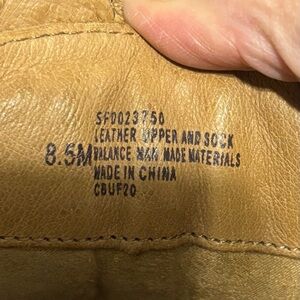 SFD023750
LEATHER UPPER AND SOCK
8.5M BALANCE MAN MADE MATERIALS
MADE IN CHINA
CBUF20